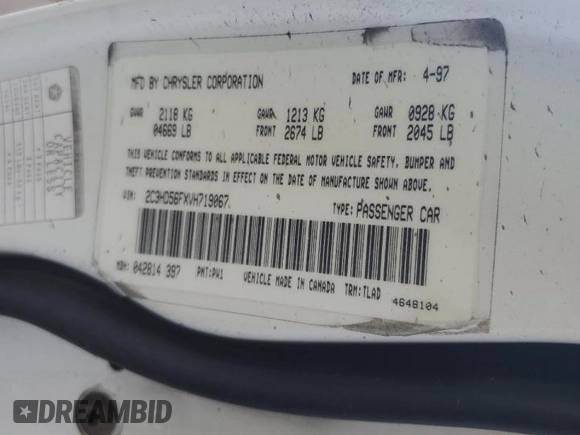 MFD BY CHRYSLER CORPORATION DATE OF MFR: 4-97
GVWR 2118 KG GAWR 1213 KG GAWR 0928 KG
04669 LB FRONT 2674 LB FRONT 2045 LB
THIS VEHICLE CONFORMS TO ALL APPLICABLE FEDERAL MOTOR VEHICLE SAFETY, BUMPER AND
THEFT PREVENTION STANDARDS IN EFFECT ON THE DATE OF MANUFACTURE SHOWN ABOVE.
VIN: 2C3HD56FXVH719067. TYPE: PASSENGER CAR
MDH: 042814 397 PNT: PW1 VEHICLE MADE IN CANADA TRM: TLAD
4648104
DREAMBID